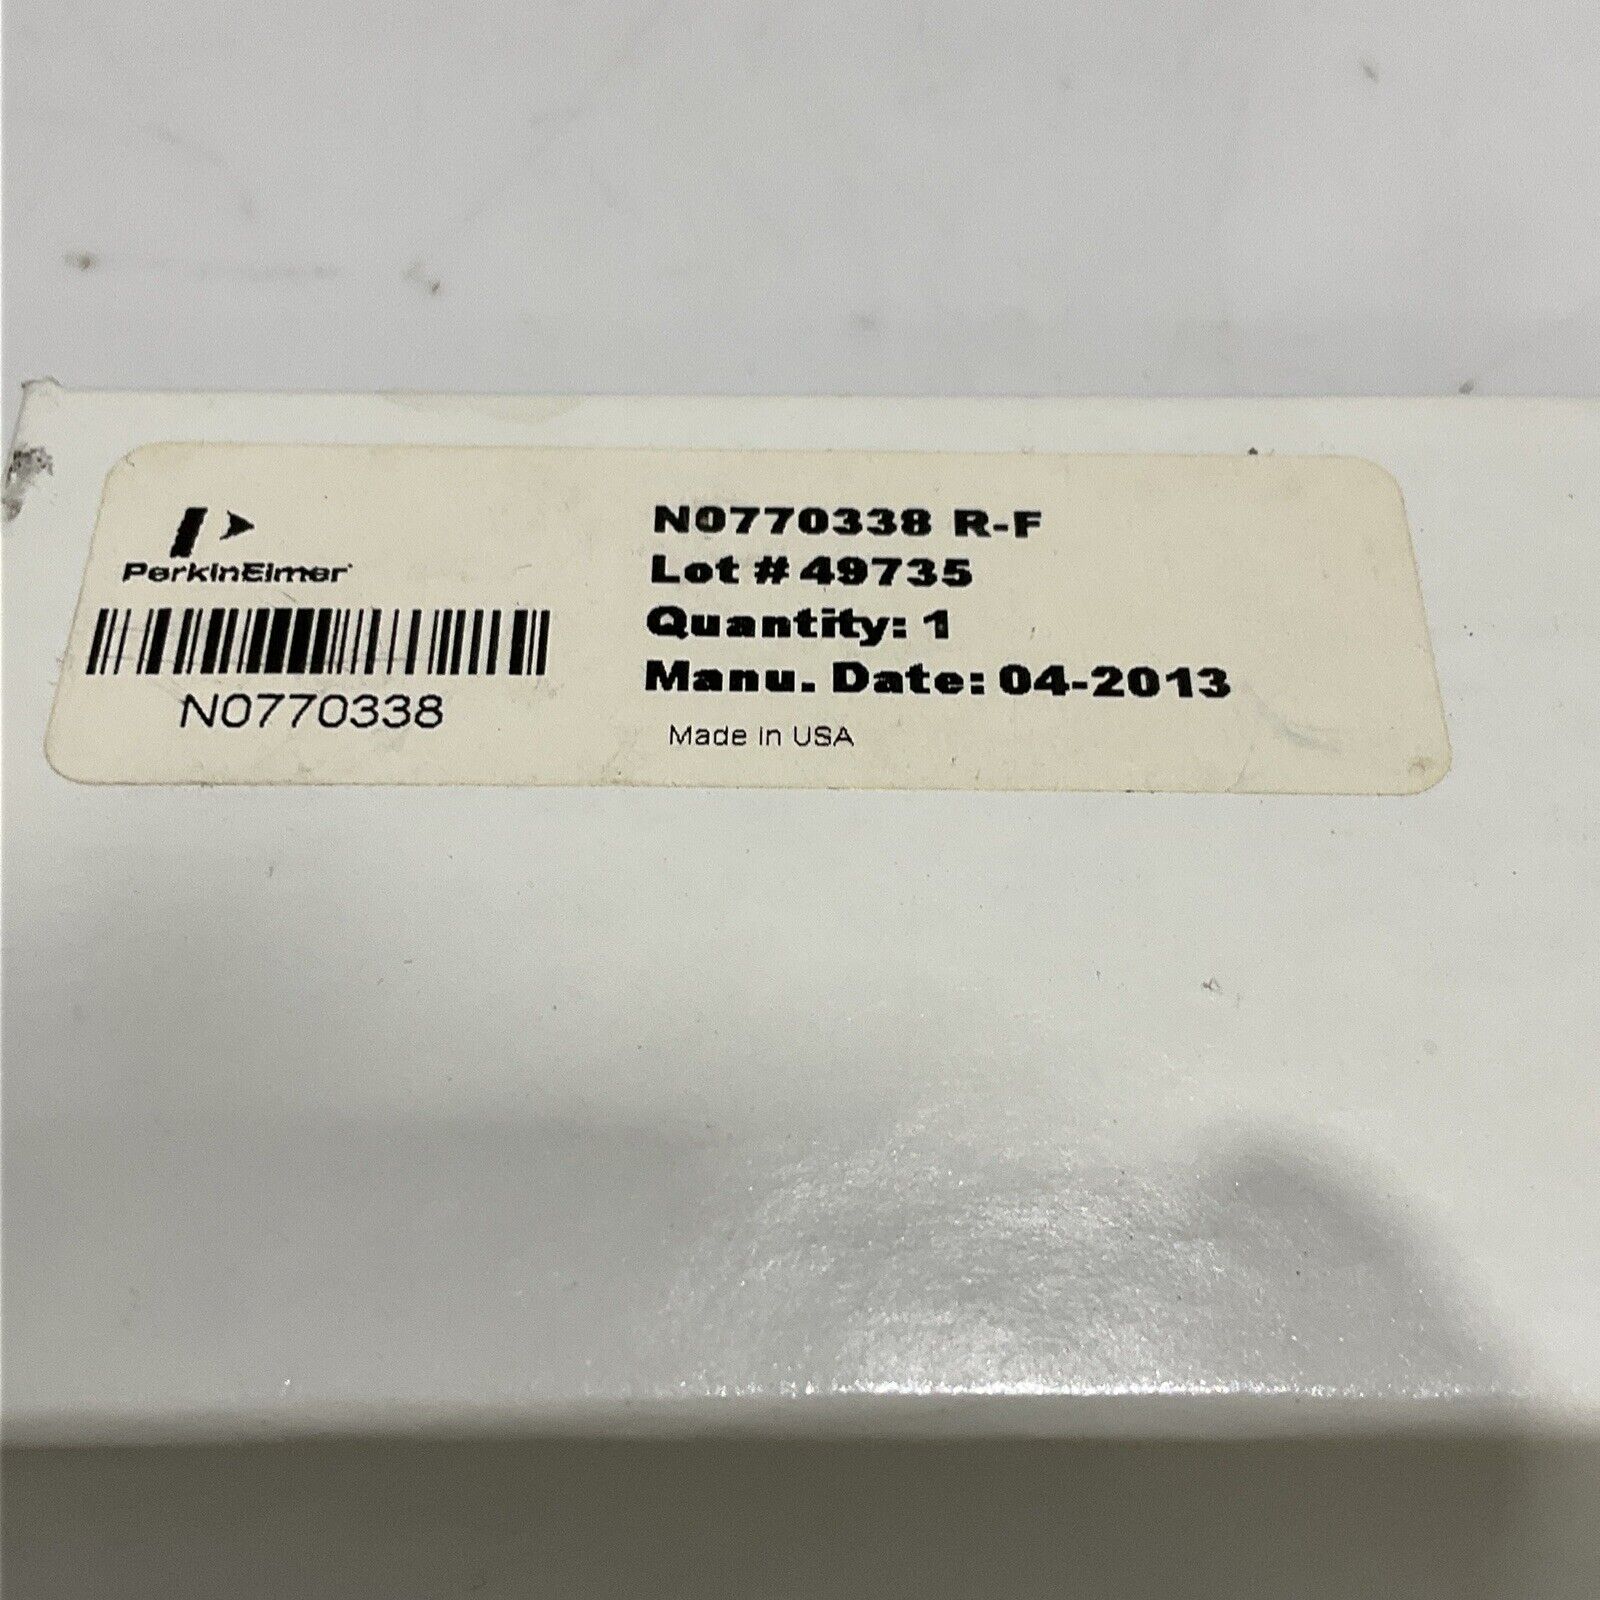 PerkinElmer
N0770338
N0770338 R-F
Lot # 49735
Quantity: 1
Manu. Date: 04-2013
Made in USA